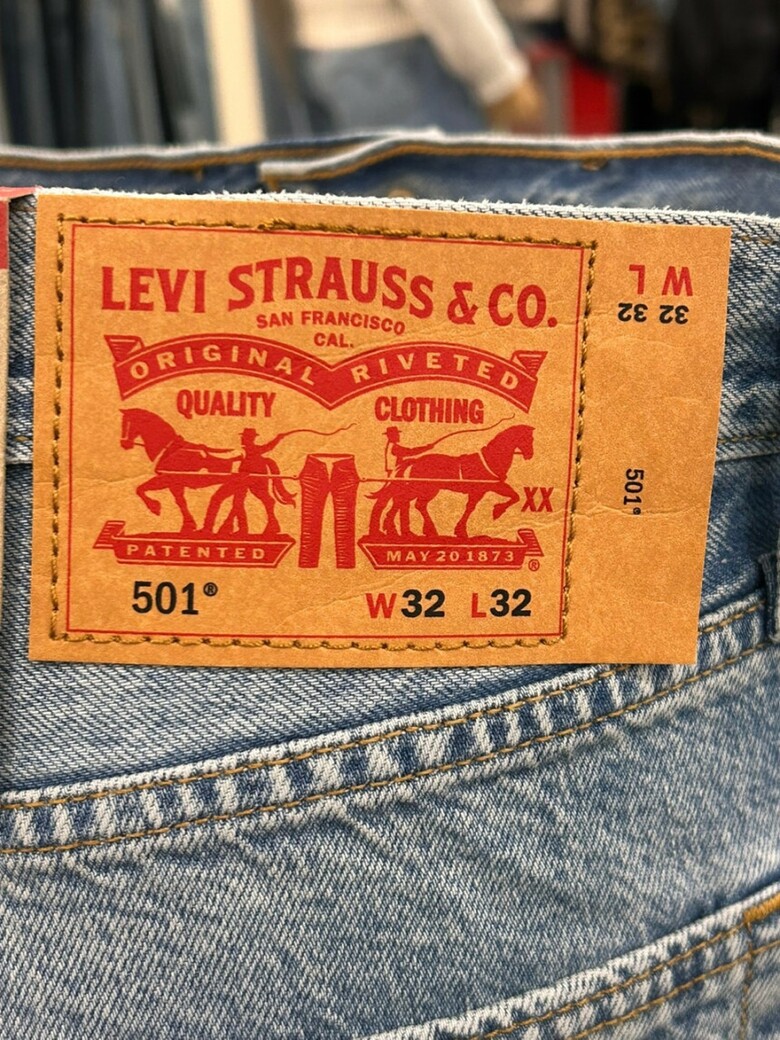 LEVI STRAUSS & CO.
SAN FRANCISCO
CAL.
ORIGINAL RIVETED
QUALITY CLOTHING
XX
PATENTED MAY 20 1873 ®
501® W32 L32
W L
32 32
501®